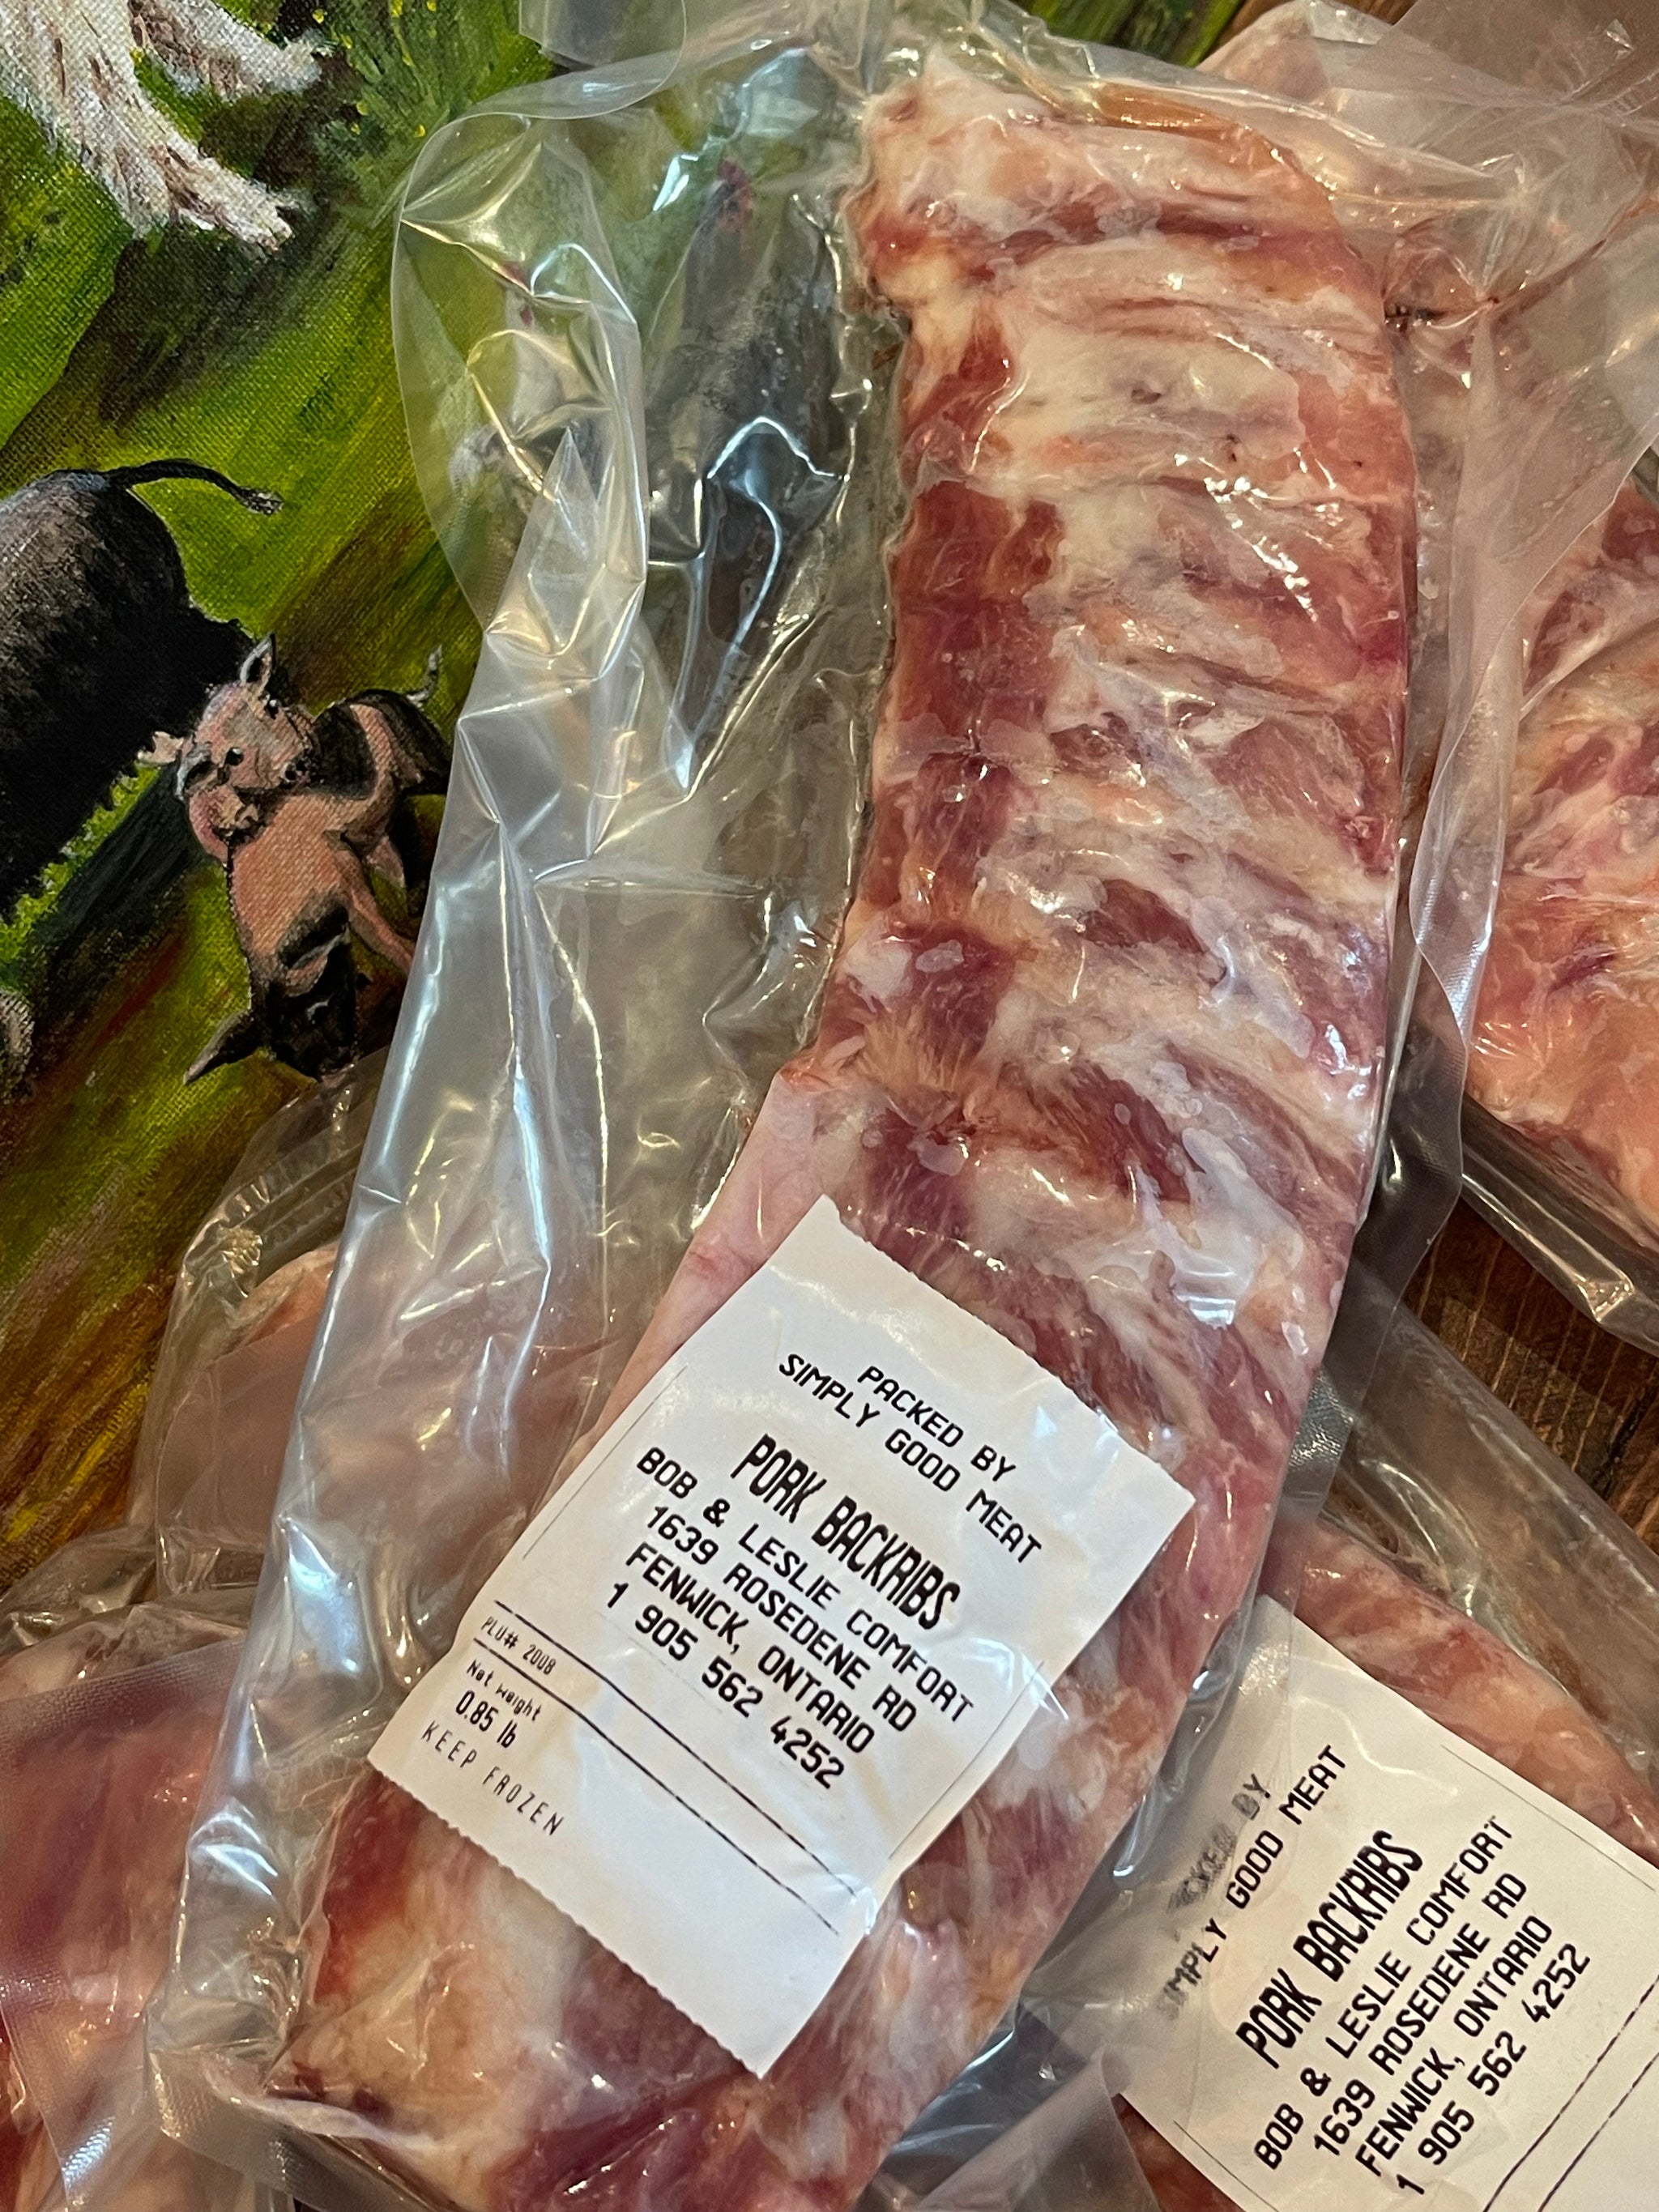 PACKED BY
SIMPLY GOOD MEAT
PORK BACKRIBS
BOB & LESLIE COMFORT
1639 ROSEDENE RD
FENWICK, ONTARIO
1 905 562 4252
PLU# 2008
Net Weight
0.85 lb
KEEP FROZEN
BY
GOOD MEAT
PORK BACKRIBS
BOB & LESLIE COMFORT
1639 ROSEDENE RD
FENWICK, ONTARIO
1 905 562 4252